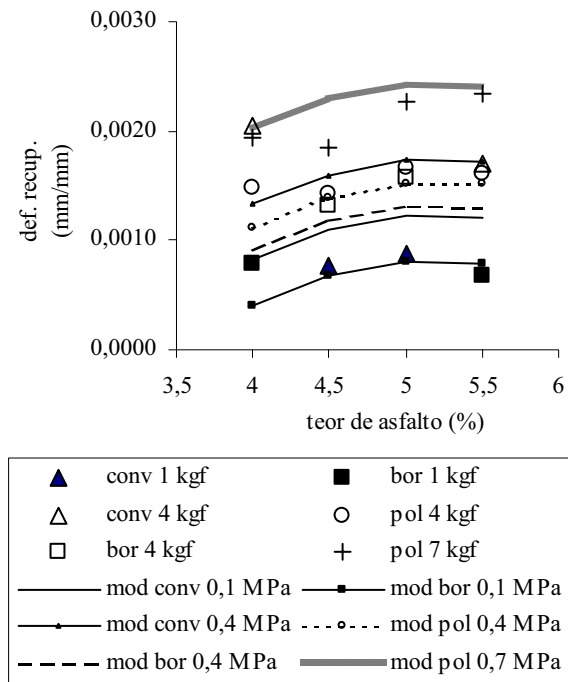 0,0030
0,0020
0,0010
0,0000
def. recup.
(mm/mm)
3,5 4 4,5 5 5,5 6
teor de asfalto (%)
conv 1 kgf bor 1 kgf
conv 4 kgf pol 4 kgf
bor 4 kgf pol 7 kgf
mod conv 0,1 MPa mod bor 0,1 MPa
mod conv 0,4 MPa mod pol 0,4 MPa
mod bor 0,4 MPa mod pol 0,7 MPa